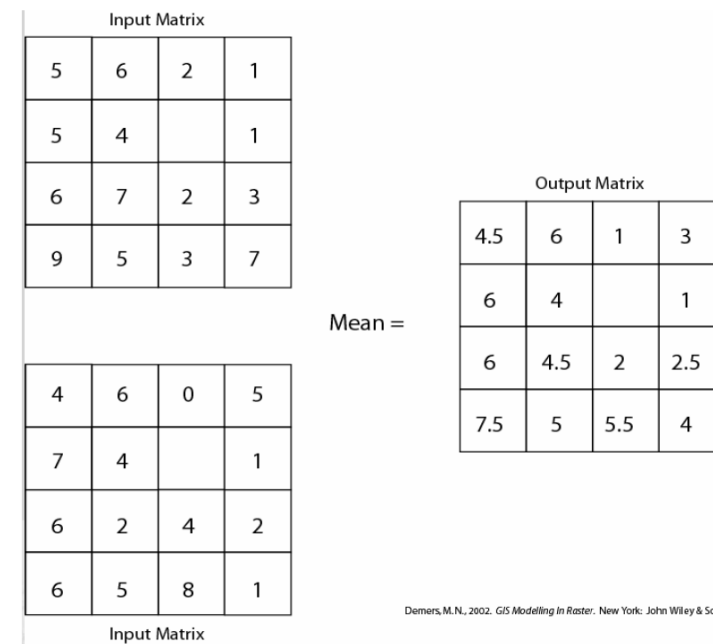 Input Matrix
5 6 2 1
5 4 1
6 7 2 3
9 5 3 7
4 6 0 5
7 4 1
6 2 4 2
6 5 8 1
Input Matrix
Mean =
Output Matrix
4.5 6 1 3
6 4 1
6 4.5 2 2.5
7.5 5 5.5 4
Demers, M. N., 2002. GIS Modelling In Raster. New York: John Wiley &